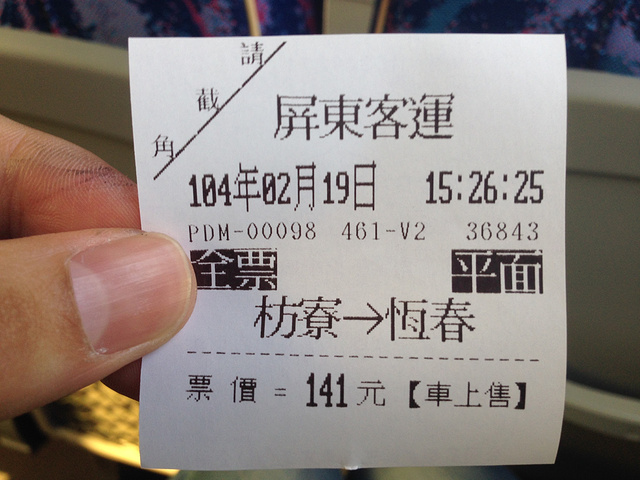 請截角
屏東客運
104年02月19日 15:26:25
PDM-00098 461-V2 36843
全票 平面
枋寮→恆春
票價 = 141元【車上售】